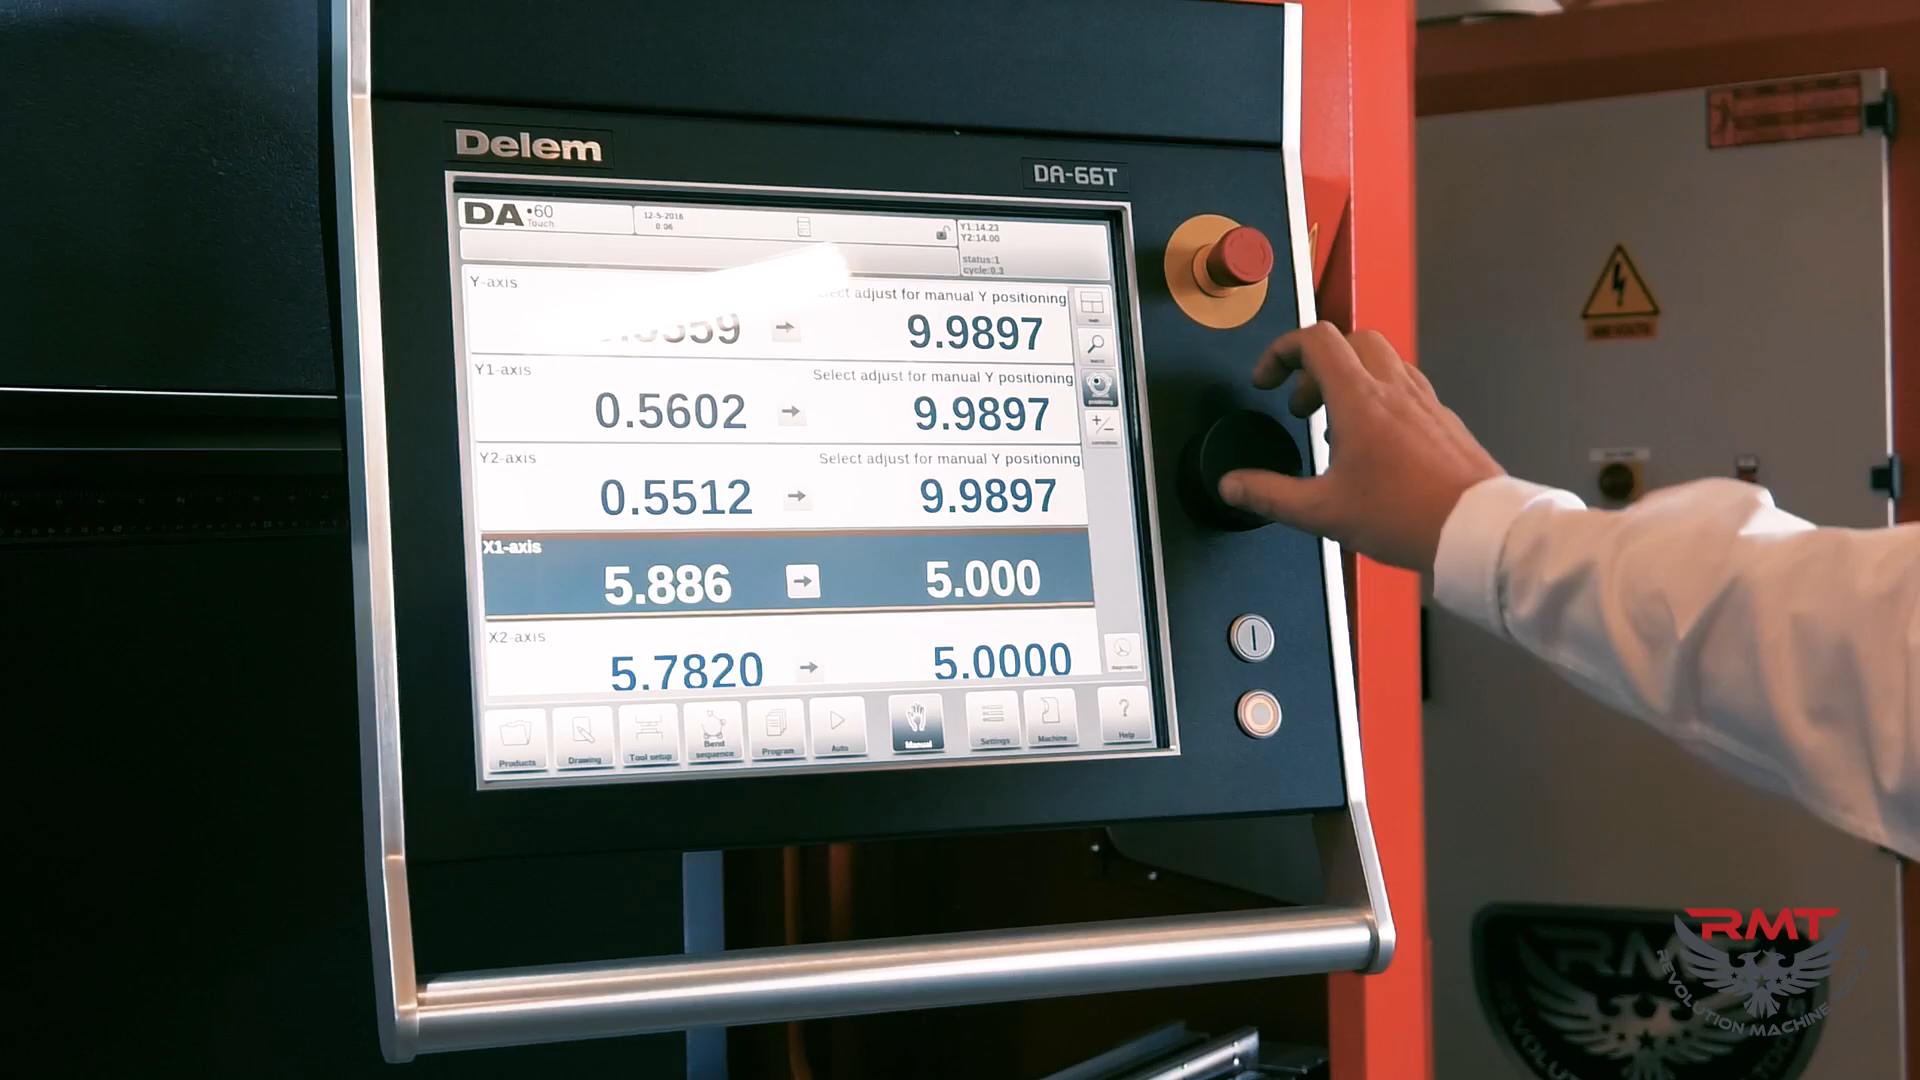 Delem
DA-66T
DA•60
Touch
12-5-2016
0:06
Y1:14.23
Y2:14.00
status:1
cycle:0.3
Y-axis
adjust for manual Y positioning
9.9897
Y1-axis
Select adjust for manual Y positioning
0.5602
9.9897
Y2-axis
Select adjust for manual Y positioning
0.5512
9.9897
X1-axis
5.886
5.000
X2-axis
5.7820
5.0000
diagnostics
Products
Drawing
Tool setup
Bend
sequence
Program
Auto
Manual
Settings
Machine
Help
RMT
REVOLUTION MACHINE TOOLS